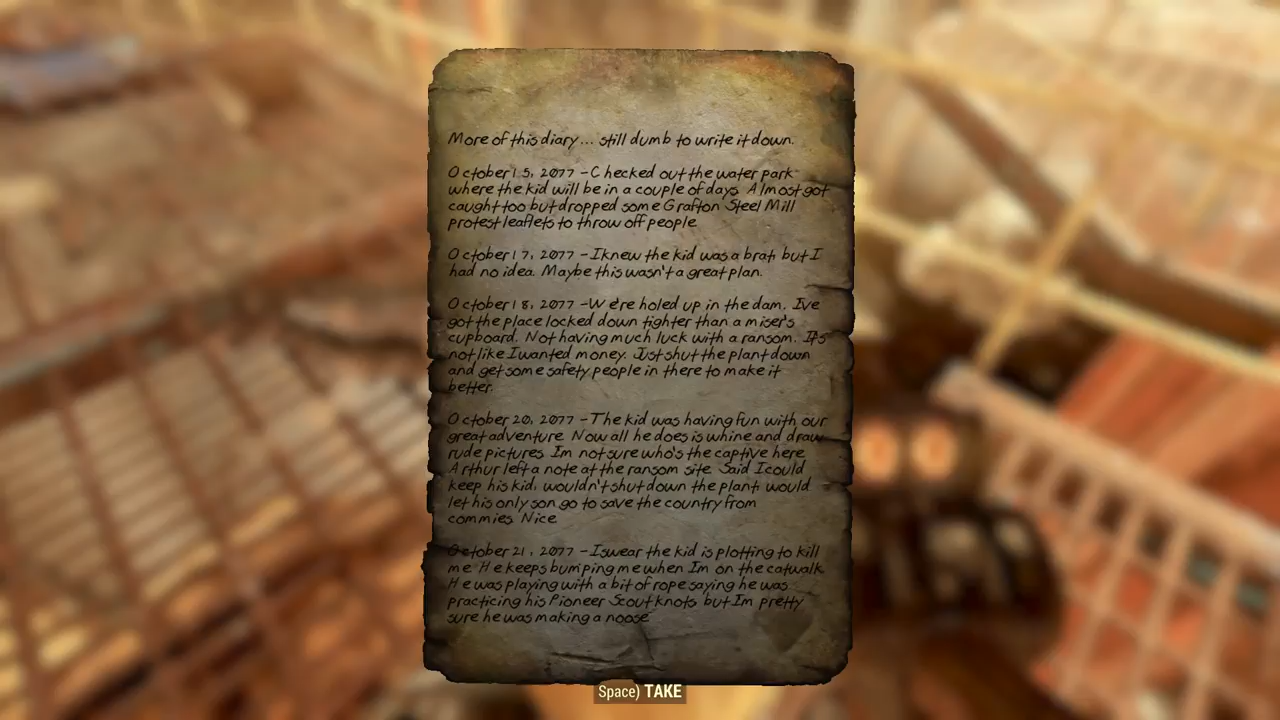 More of this diary... still dumb to write it down.
October 15, 2077 - Checked out the water park
where the kid will be in a couple of days. Almost got
caught too but dropped some Grafton Steel Mill
protest leaflets to throw off people.
October 17, 2077 - I knew the kid was a brat, but I
had no idea. Maybe this wasn't a great plan.
October 18, 2077 - We're holed up in the dam. I've
got the place locked down tighter than a miser's
cupboard. Not having much luck with a ransom. It's
not like I wanted money. Just shut the plant down
and get some safety people in there to make it
better.
October 20, 2077 - The kid was having fun with our
great adventure. Now all he does is whine and draw
rude pictures. I'm not sure who's the captive here.
Arthur left a note at the ransom site. Said I could
keep his kid, wouldn't shut down the plant, would
let his only son go to save the country from
commies. Nice.
October 21, 2077 - I swear the kid is plotting to kill
me. He keeps bumping me when I'm on the catwalk.
He was playing with a bit of rope saying he was
practicing his Pioneer Scout knots, but I'm pretty
sure he was making a noose.
Space) TAKE